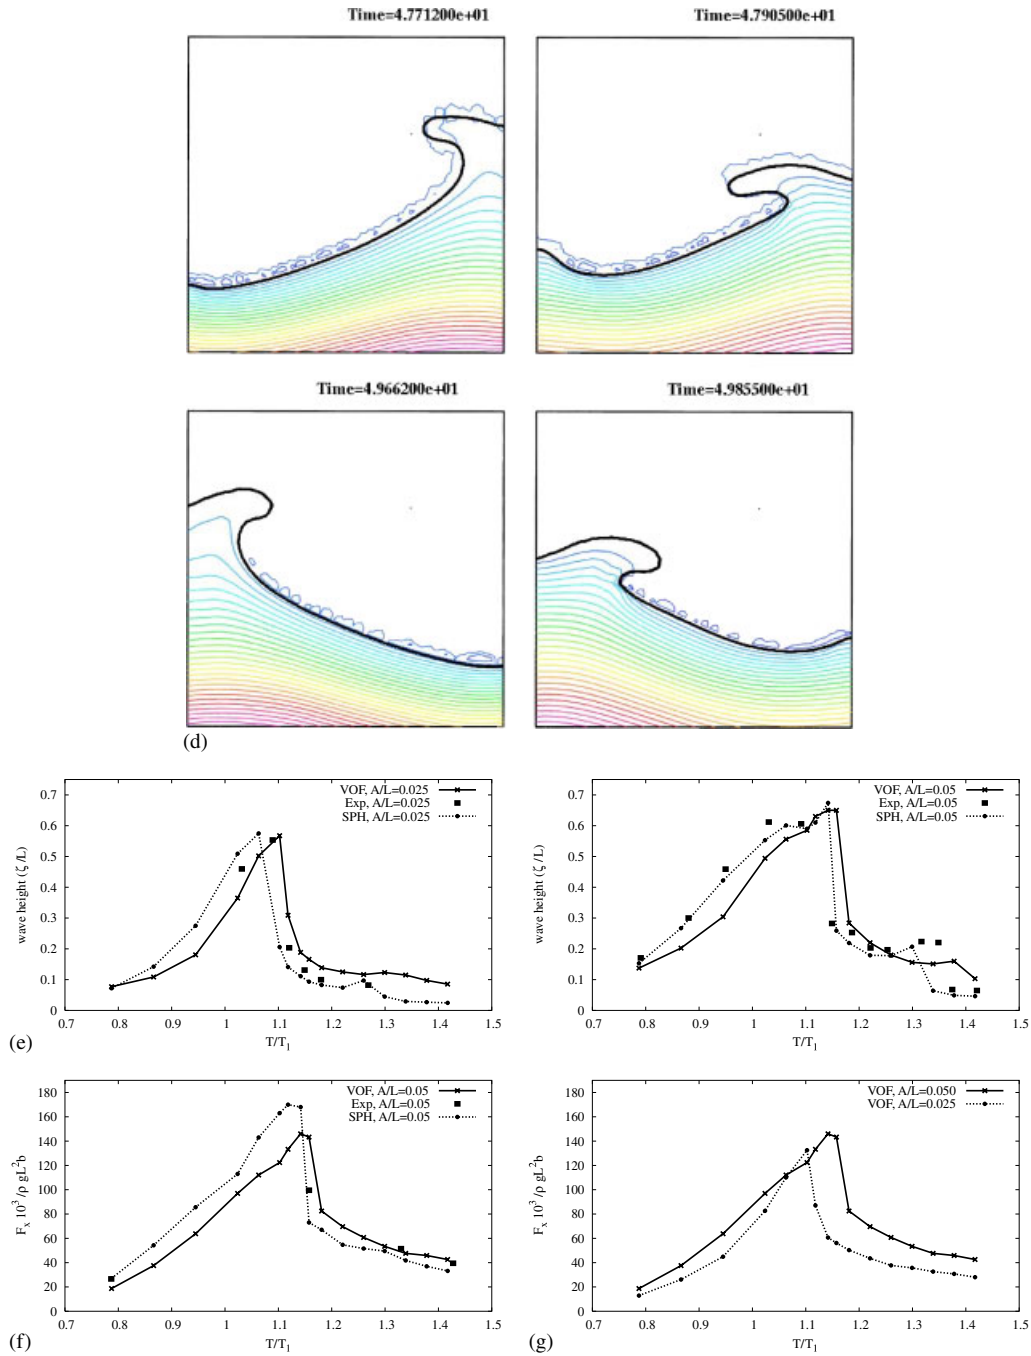 Time=4.771200e+01
Time=4.790500e+01
Time=4.966200e+01
Time=4.985500e+01
(d)
VOF, A/L=0.025
Exp, A/L=0.025
SPH, A/L=0.025
wave height (ζ/L)
0.7
0.6
0.5
0.4
0.3
0.2
0.1
0
0.7 0.8 0.9 1 1.1 1.2 1.3 1.4 1.5
T/T1
(e)
VOF, A/L=0.05
Exp, A/L=0.05
SPH, A/L=0.05
wave height (ζ/L)
0.7
0.6
0.5
0.4
0.3
0.2
0.1
0
0.7 0.8 0.9 1 1.1 1.2 1.3 1.4 1.5
T/T1
VOF, A/L=0.05
Exp, A/L=0.05
SPH, A/L=0.05
Fx 10³/ρ gL²b
180
160
140
120
100
80
60
40
20
0
0.7 0.8 0.9 1 1.1 1.2 1.3 1.4 1.5
T/T1
(f)
VOF, A/L=0.050
VOF, A/L=0.025
Fx 10³/ρ gL²b
180
160
140
120
100
80
60
40
20
0
0.7 0.8 0.9 1 1.1 1.2 1.3 1.4 1.5
T/T1
(g)